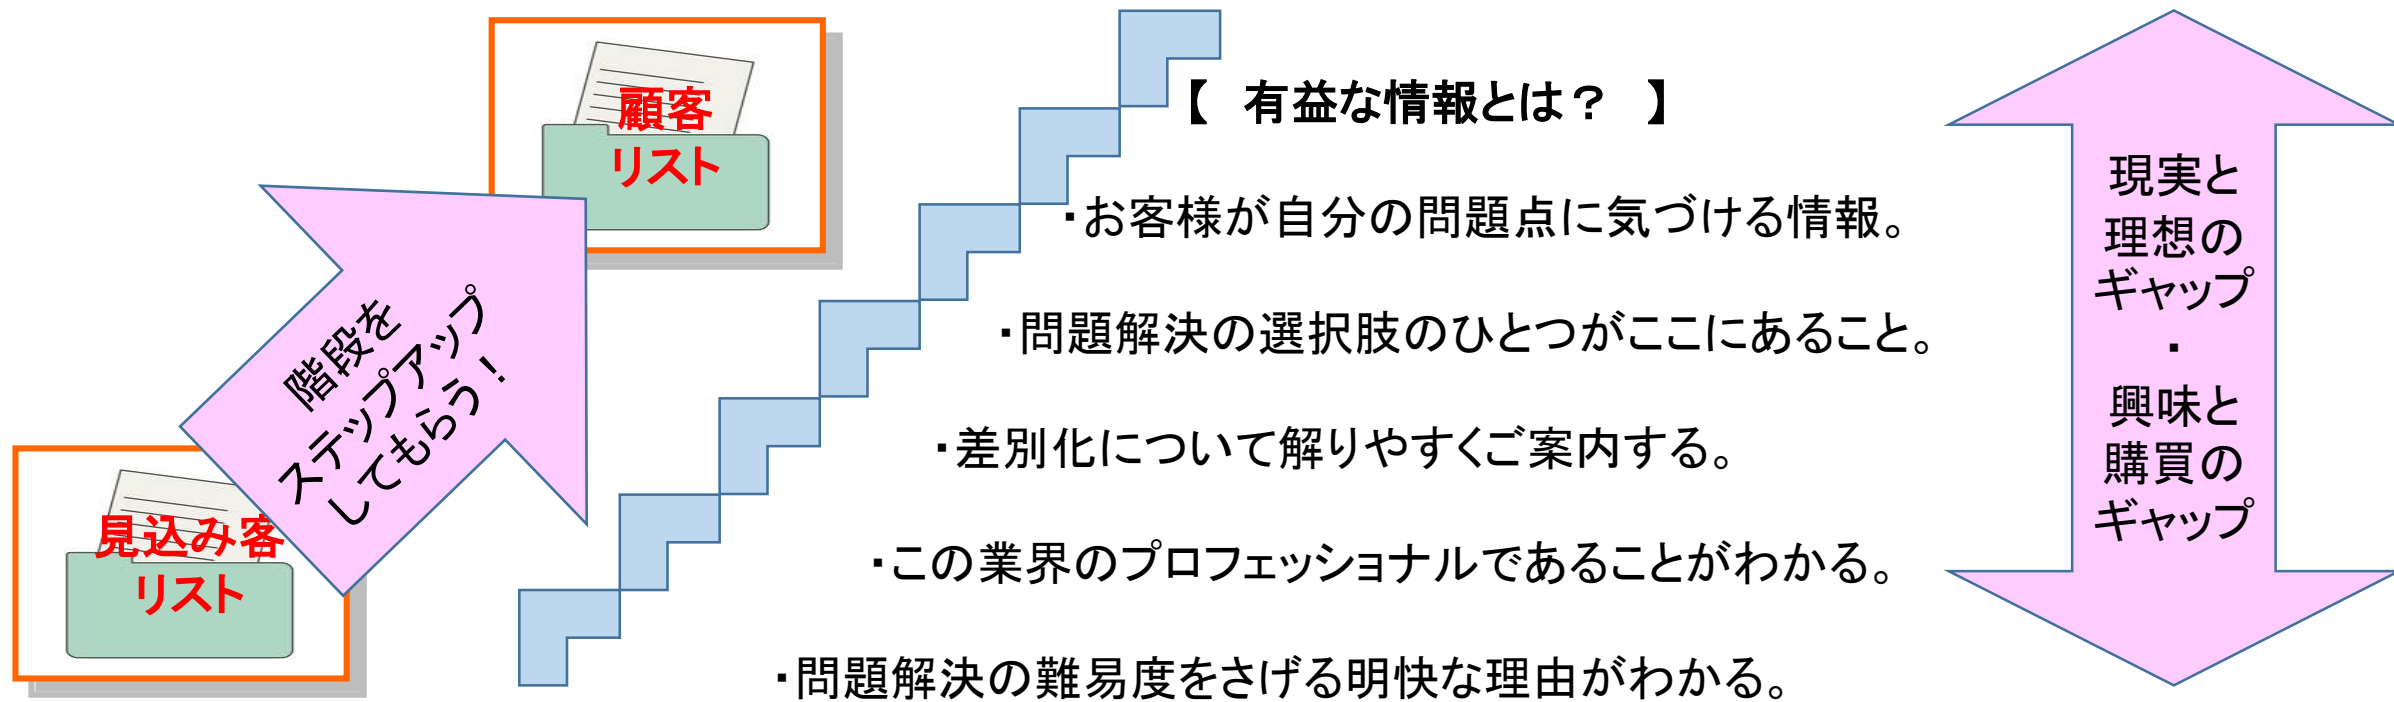 顧客
リスト
階段を
ステップアップ
してもらう！
見込み客
リスト
【　有益な情報とは？　】
・お客様が自分の問題点に気づける情報。
・問題解決の選択肢のひとつがここにあること。
・差別化について解りやすくご案内する。
・この業界のプロフェッショナルであることがわかる。
・問題解決の難易度をさげる明快な理由がわかる。
現実と
理想の
ギャップ
・
興味と
購買の
ギャップ